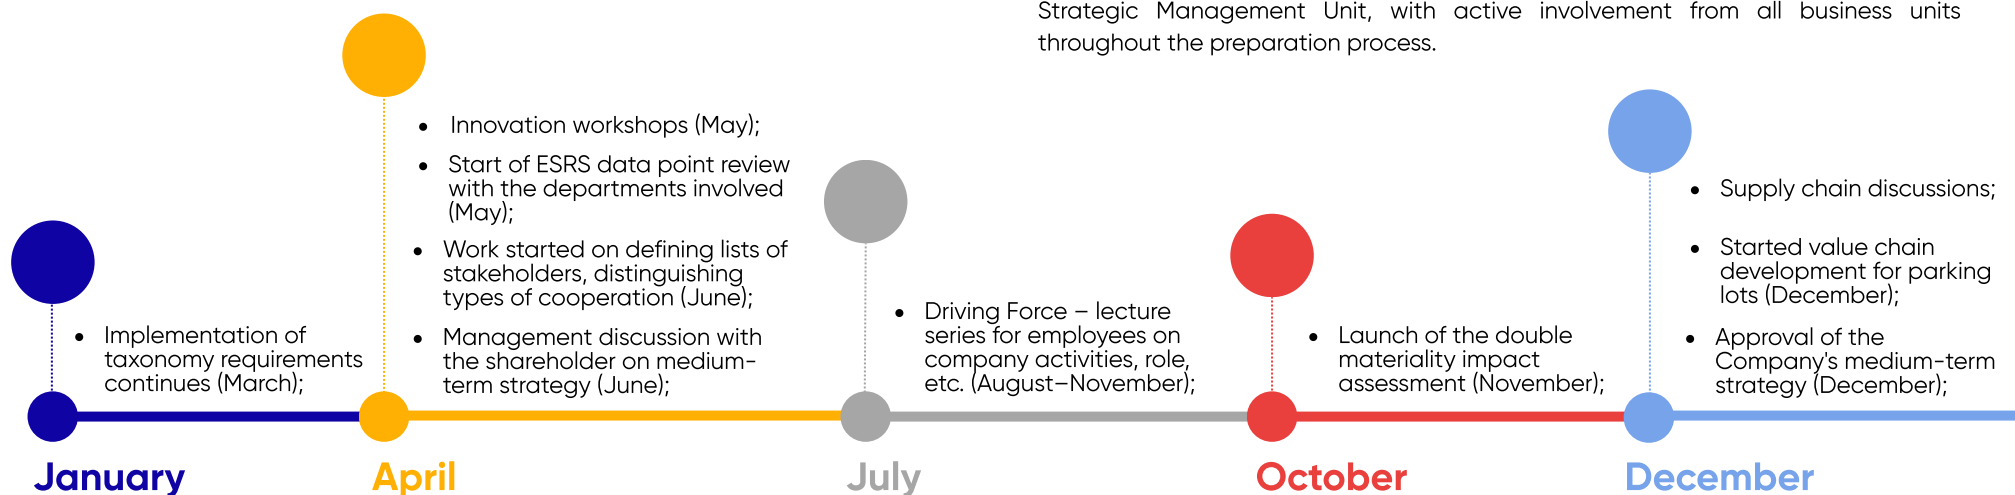 Strategic Management Unit, with active involvement from all business units
throughout the preparation process.
• Implementation of
taxonomy requirements
continues (March);
• Innovation workshops (May);
• Start of ESRS data point review
with the departments involved
(May);
• Work started on defining lists of
stakeholders, distinguishing
types of cooperation (June);
• Management discussion with
the shareholder on medium-
term strategy (June);
• Driving Force – lecture
series for employees on
company activities, role,
etc. (August–November);
• Launch of the double
materiality impact
assessment (November);
• Supply chain discussions;
• Started value chain
development for parking
lots (December);
• Approval of the
Company's medium-term
strategy (December);
January
April
July
October
December